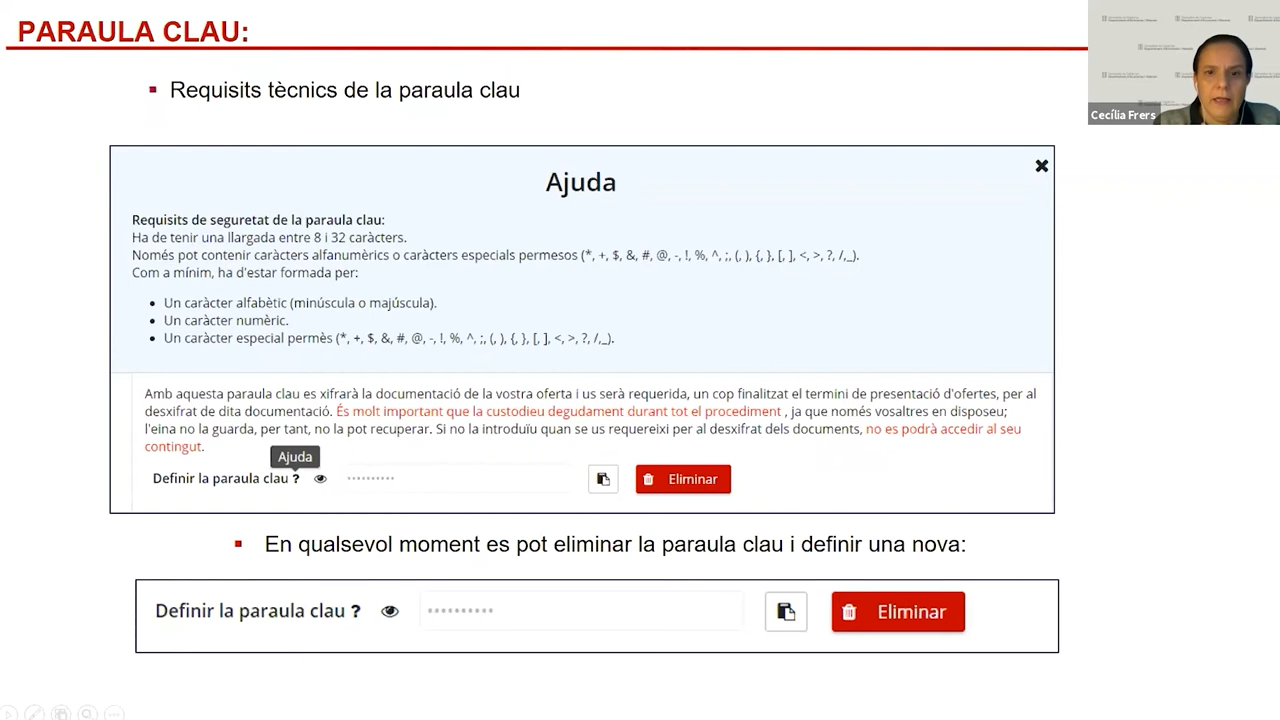 PARAULA CLAU:
Requisits tècnics de la paraula clau
Cecília Frers
Ajuda
Requisits de seguretat de la paraula clau:
Ha de tenir una llargada entre 8 i 32 caràcters.
Només pot contenir caràcters alfanumèrics o caràcters especials permesos (*, +, $, &, #, @, -, !, %, ^, ;, (, ), {, }, [, ], <, >, ?, /,_).
Com a mínim, ha d'estar formada per:
Un caràcter alfabètic (minúscula o majúscula).
Un caràcter numèric.
Un caràcter especial permès (*, +, $, &, #, @, -, !, %, ^, ;, (, ), {, }, [, ], <, >, ?, /,_).
Amb aquesta paraula clau es xifrarà la documentació de la vostra oferta i us serà requerida, un cop finalitzat el termini de presentació d'ofertes, per al
desxifrat de dita documentació. És molt important que la custodieu degudament durant tot el procediment , ja que només vosaltres en disposeu;
l'eina no la guarda, per tant, no la pot recuperar. Si no la introduïu quan se us requereixi per al desxifrat dels documents, no es podrà accedir al seu
contingut.
Ajuda
Definir la paraula clau ? Eliminar
En qualsevol moment es pot eliminar la paraula clau i definir una nova:
Definir la paraula clau ? Eliminar